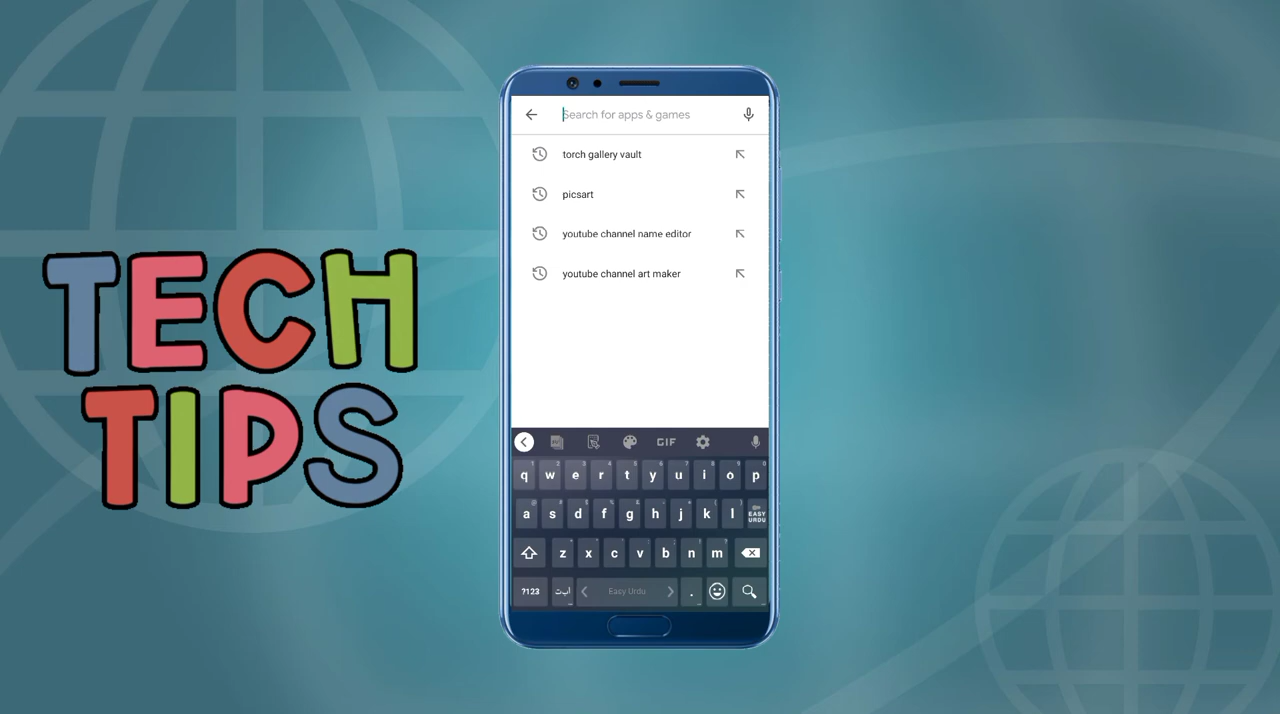 TECH
TIPS
Search for apps & games
torch gallery vault
picsart
youtube channel name editor
youtube channel art maker
GIF
q w e r t y u i o p
a s d f g h j k l EASY URDU
z x c v b n m
?123 اب‌ت Easy Urdu .